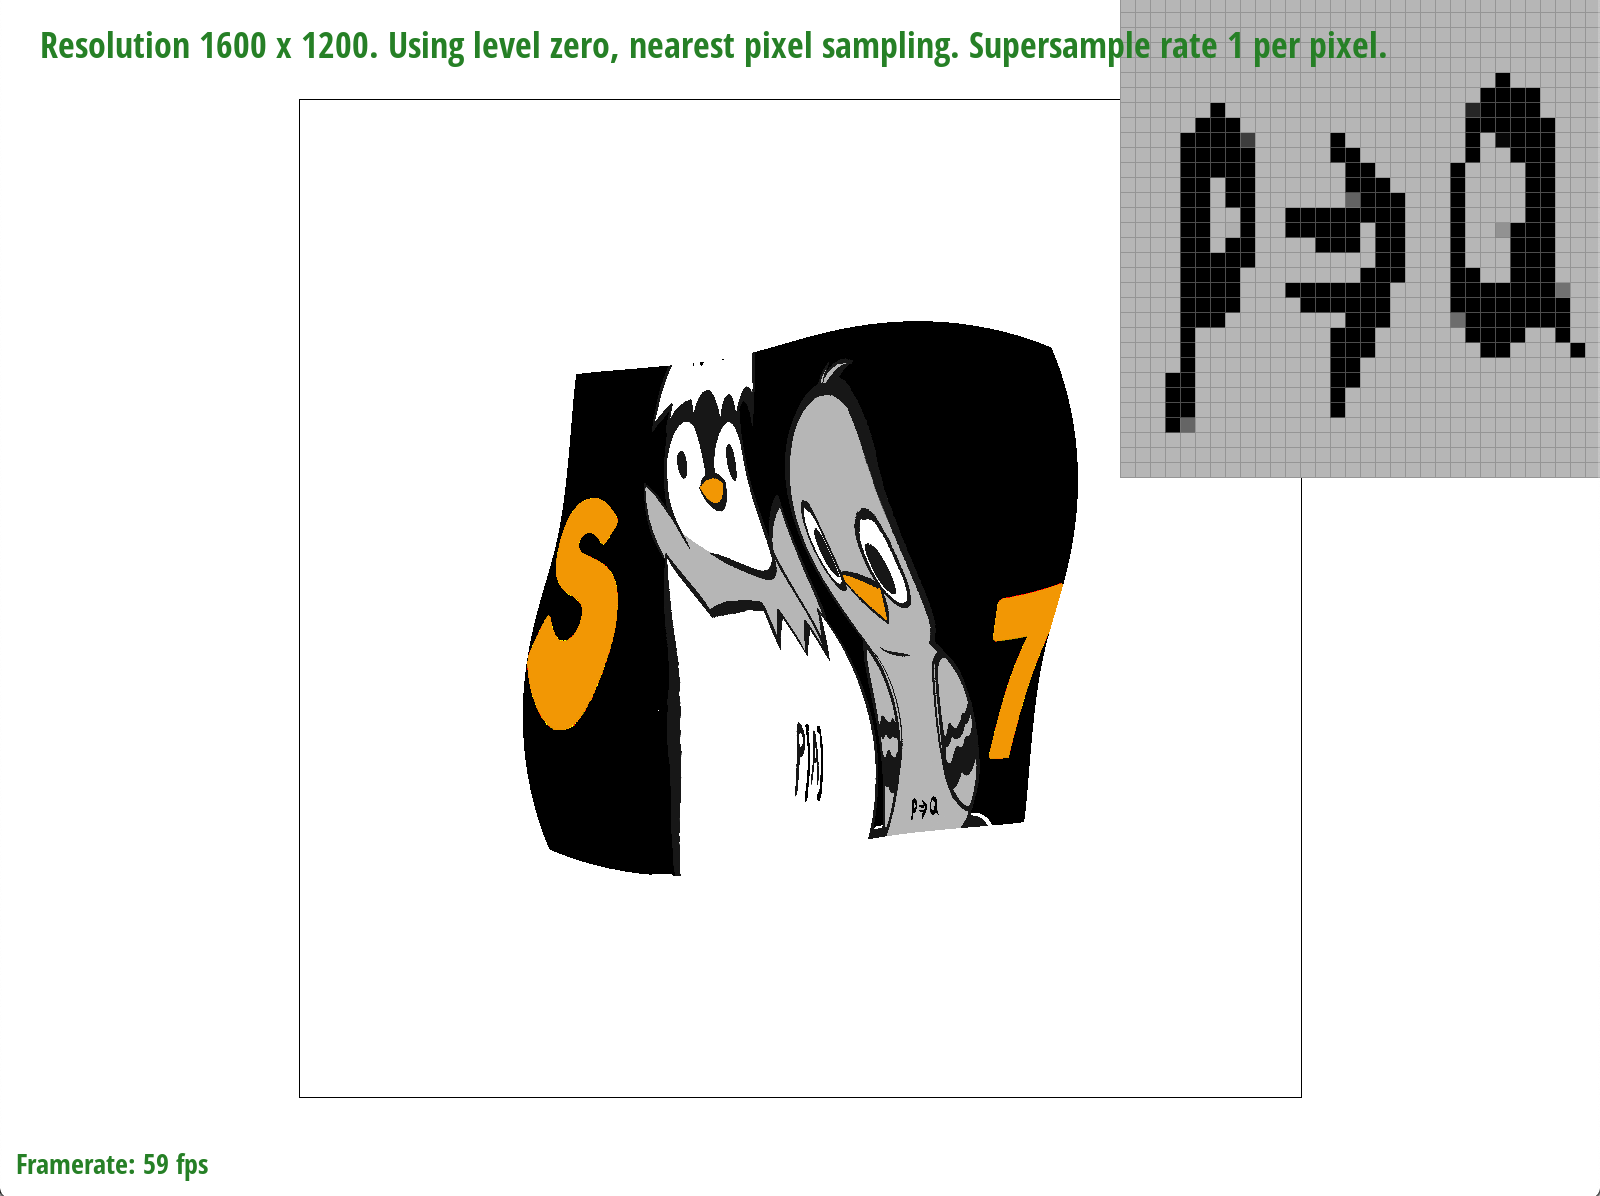 Resolution 1600 x 1200. Using level zero, nearest pixel sampling. Supersample rate 1 per pixel.
P→Q
S
7
P→Q
Framerate: 59 fps